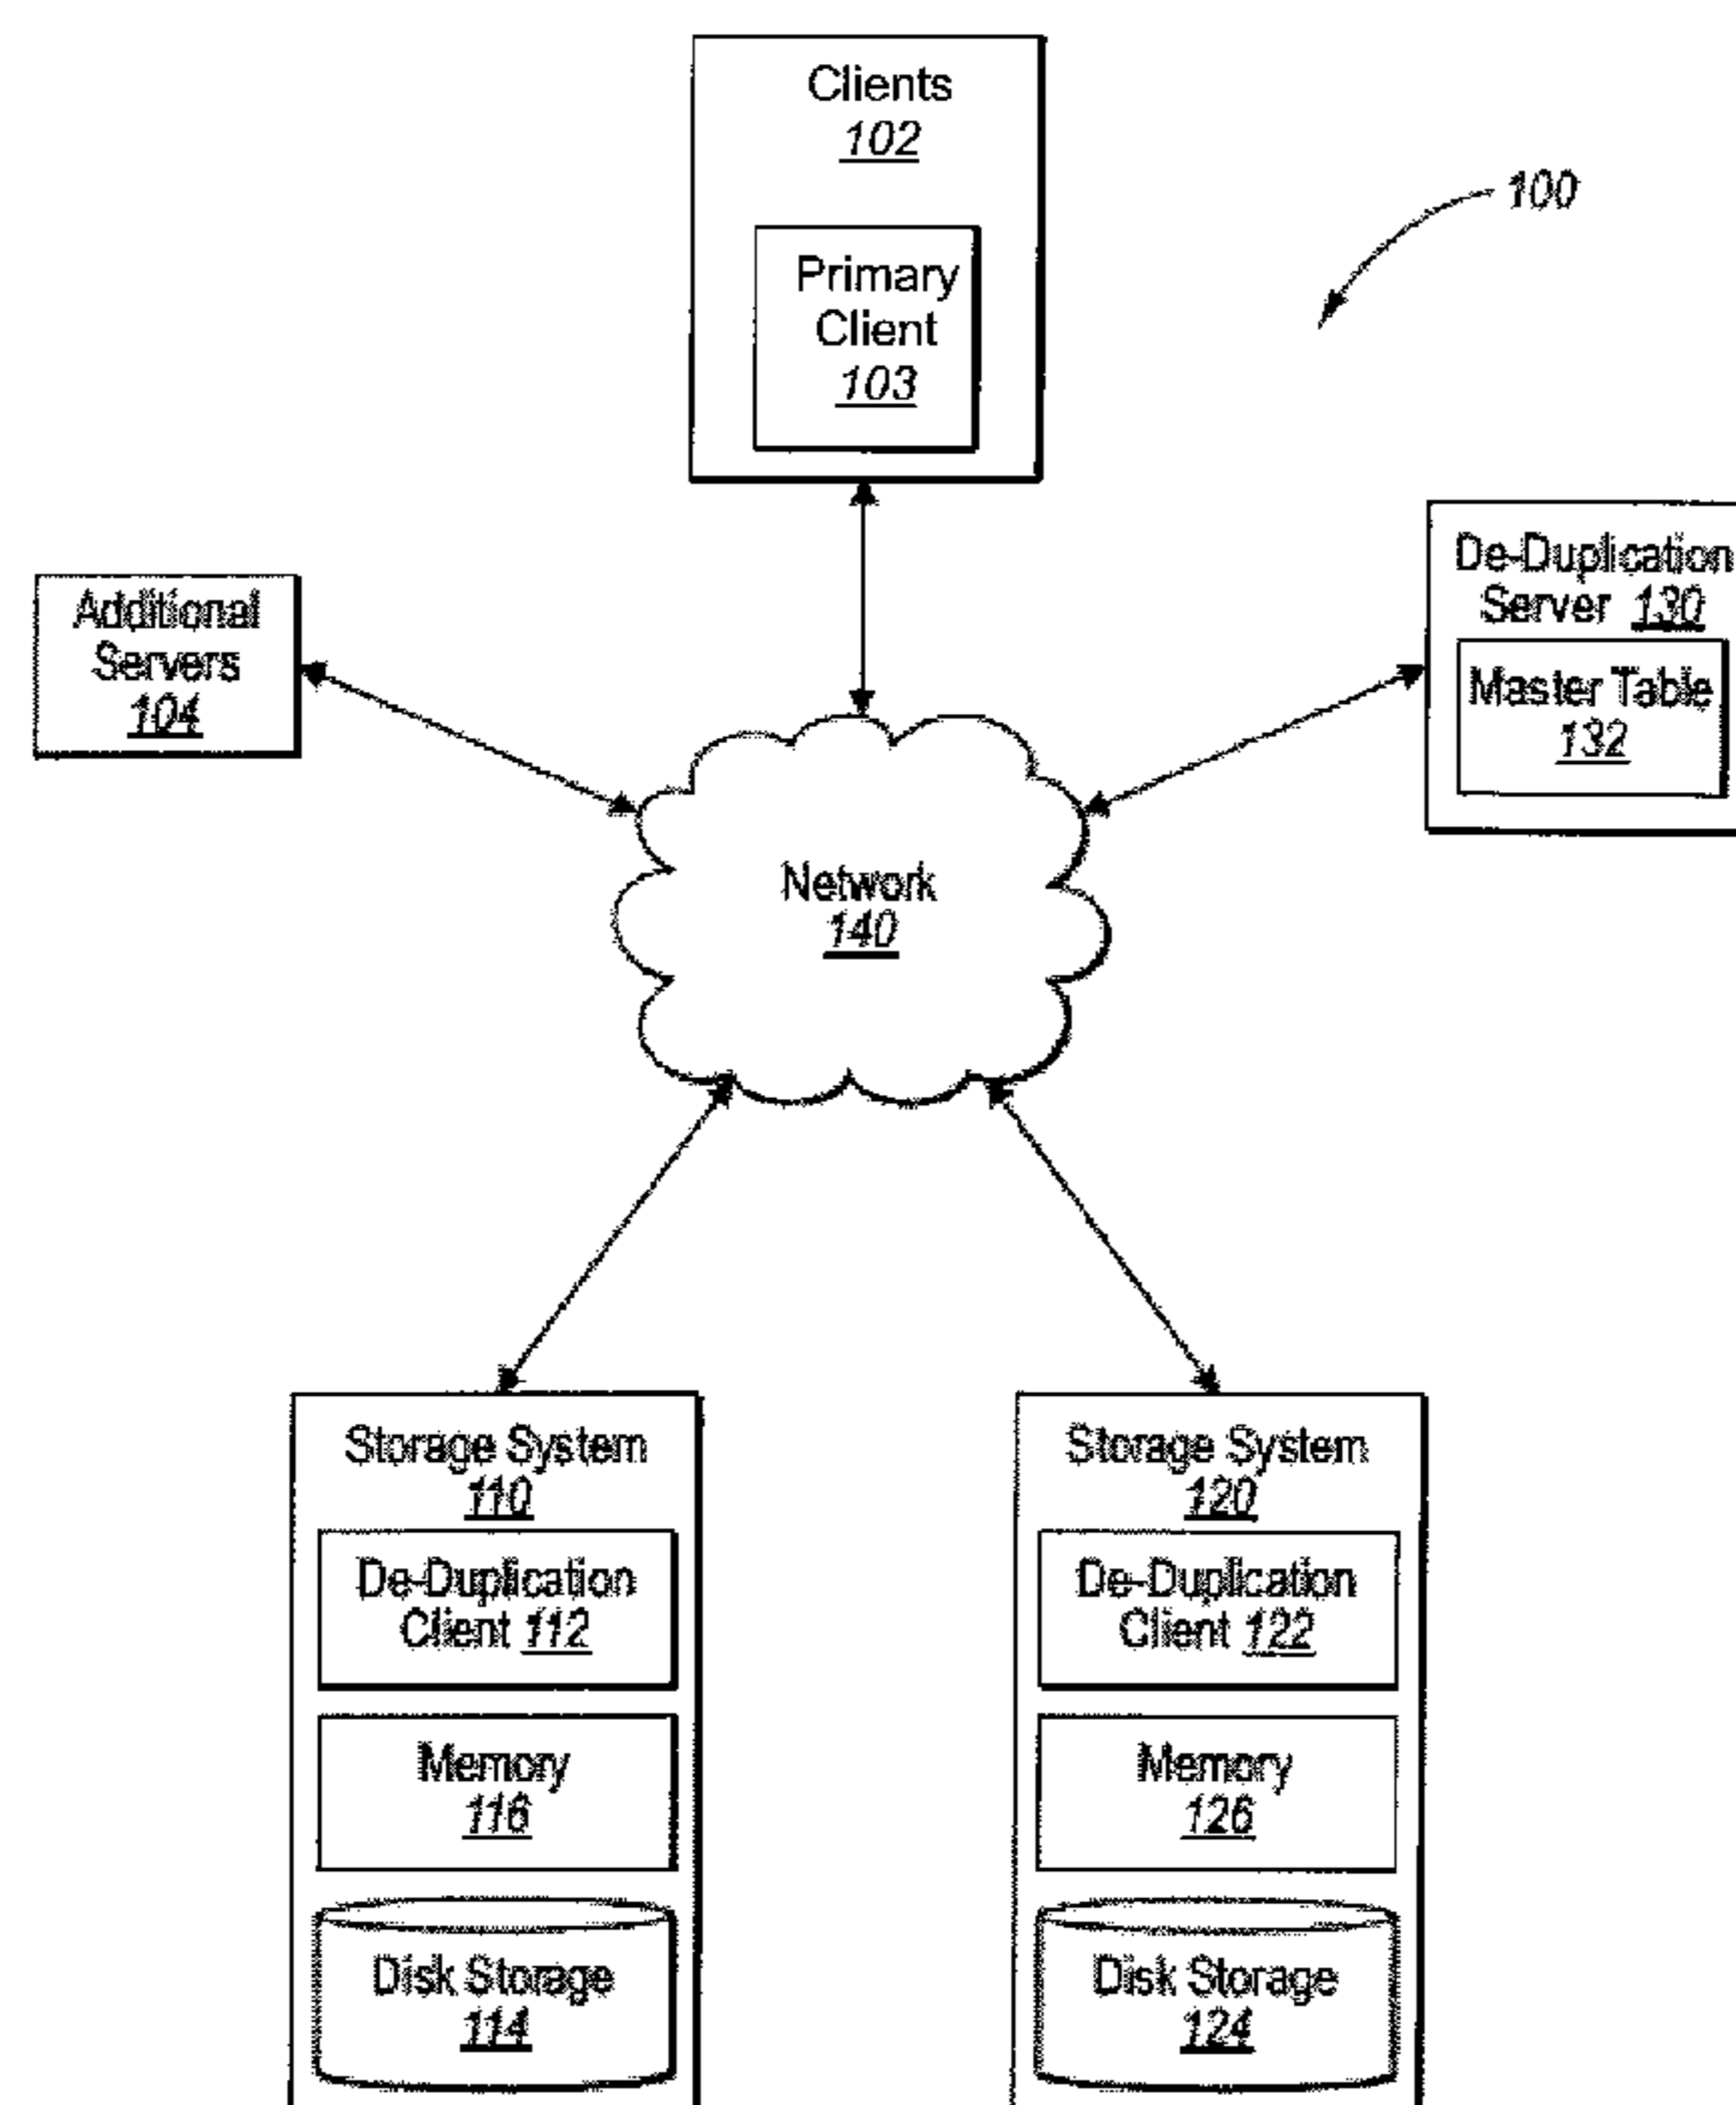 Clients
102
Primary
Client
103
100
Additional
Servers
104
De-Duplication
Server 130
Master Table
132
Network
140
Storage System
110
De-Duplication
Client 112
Memory
116
Disk Storage
114
Storage System
120
De-Duplication
Client 122
Memory
126
Disk Storage
124